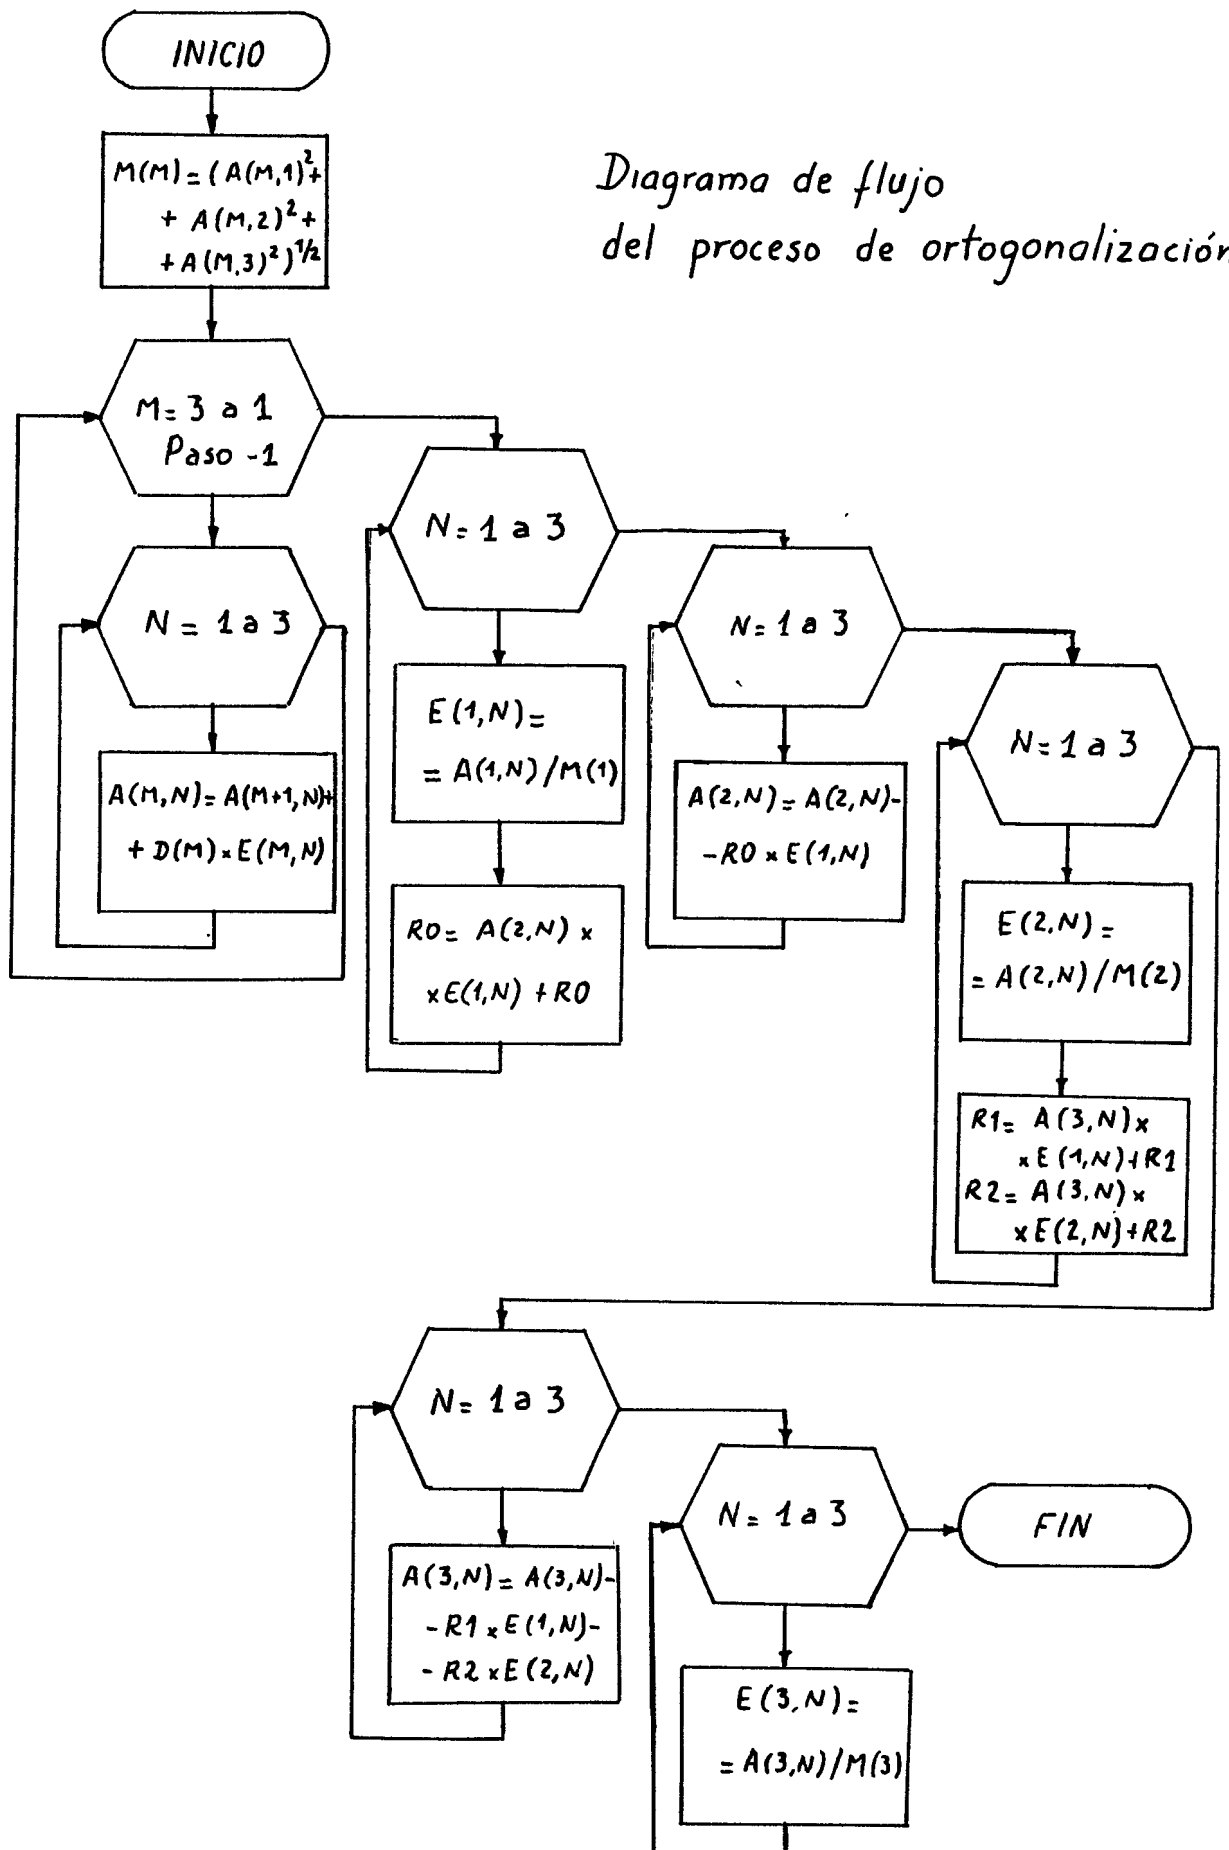 INICIO
M(M)=(A(M,1)²+
+ A(M,2)²+
+A(M,3)²)^1/2
Diagrama de flujo
del proceso de ortogonalización
M=3 a 1
Paso -1
N=1 a 3
N=1 a 3
N=1 a 3
N=1 a 3
A(M,N)=A(M+1,N)+
+ D(M)×E(M,N)
E(1,N)=
= A(1,N)/M(1)
R0= A(2,N)×
×E(1,N)+R0
A(2,N)=A(2,N)-
-R0×E(1,N)
E(2,N)=
=A(2,N)/M(2)
R1= A(3,N)×
×E(1,N)+R1
R2= A(3,N)×
×E(2,N)+R2
N=1 a 3
N=1 a 3
FIN
A(3,N)=A(3,N)-
-R1×E(1,N)-
-R2×E(2,N)
E(3,N)=
=A(3,N)/M(3)